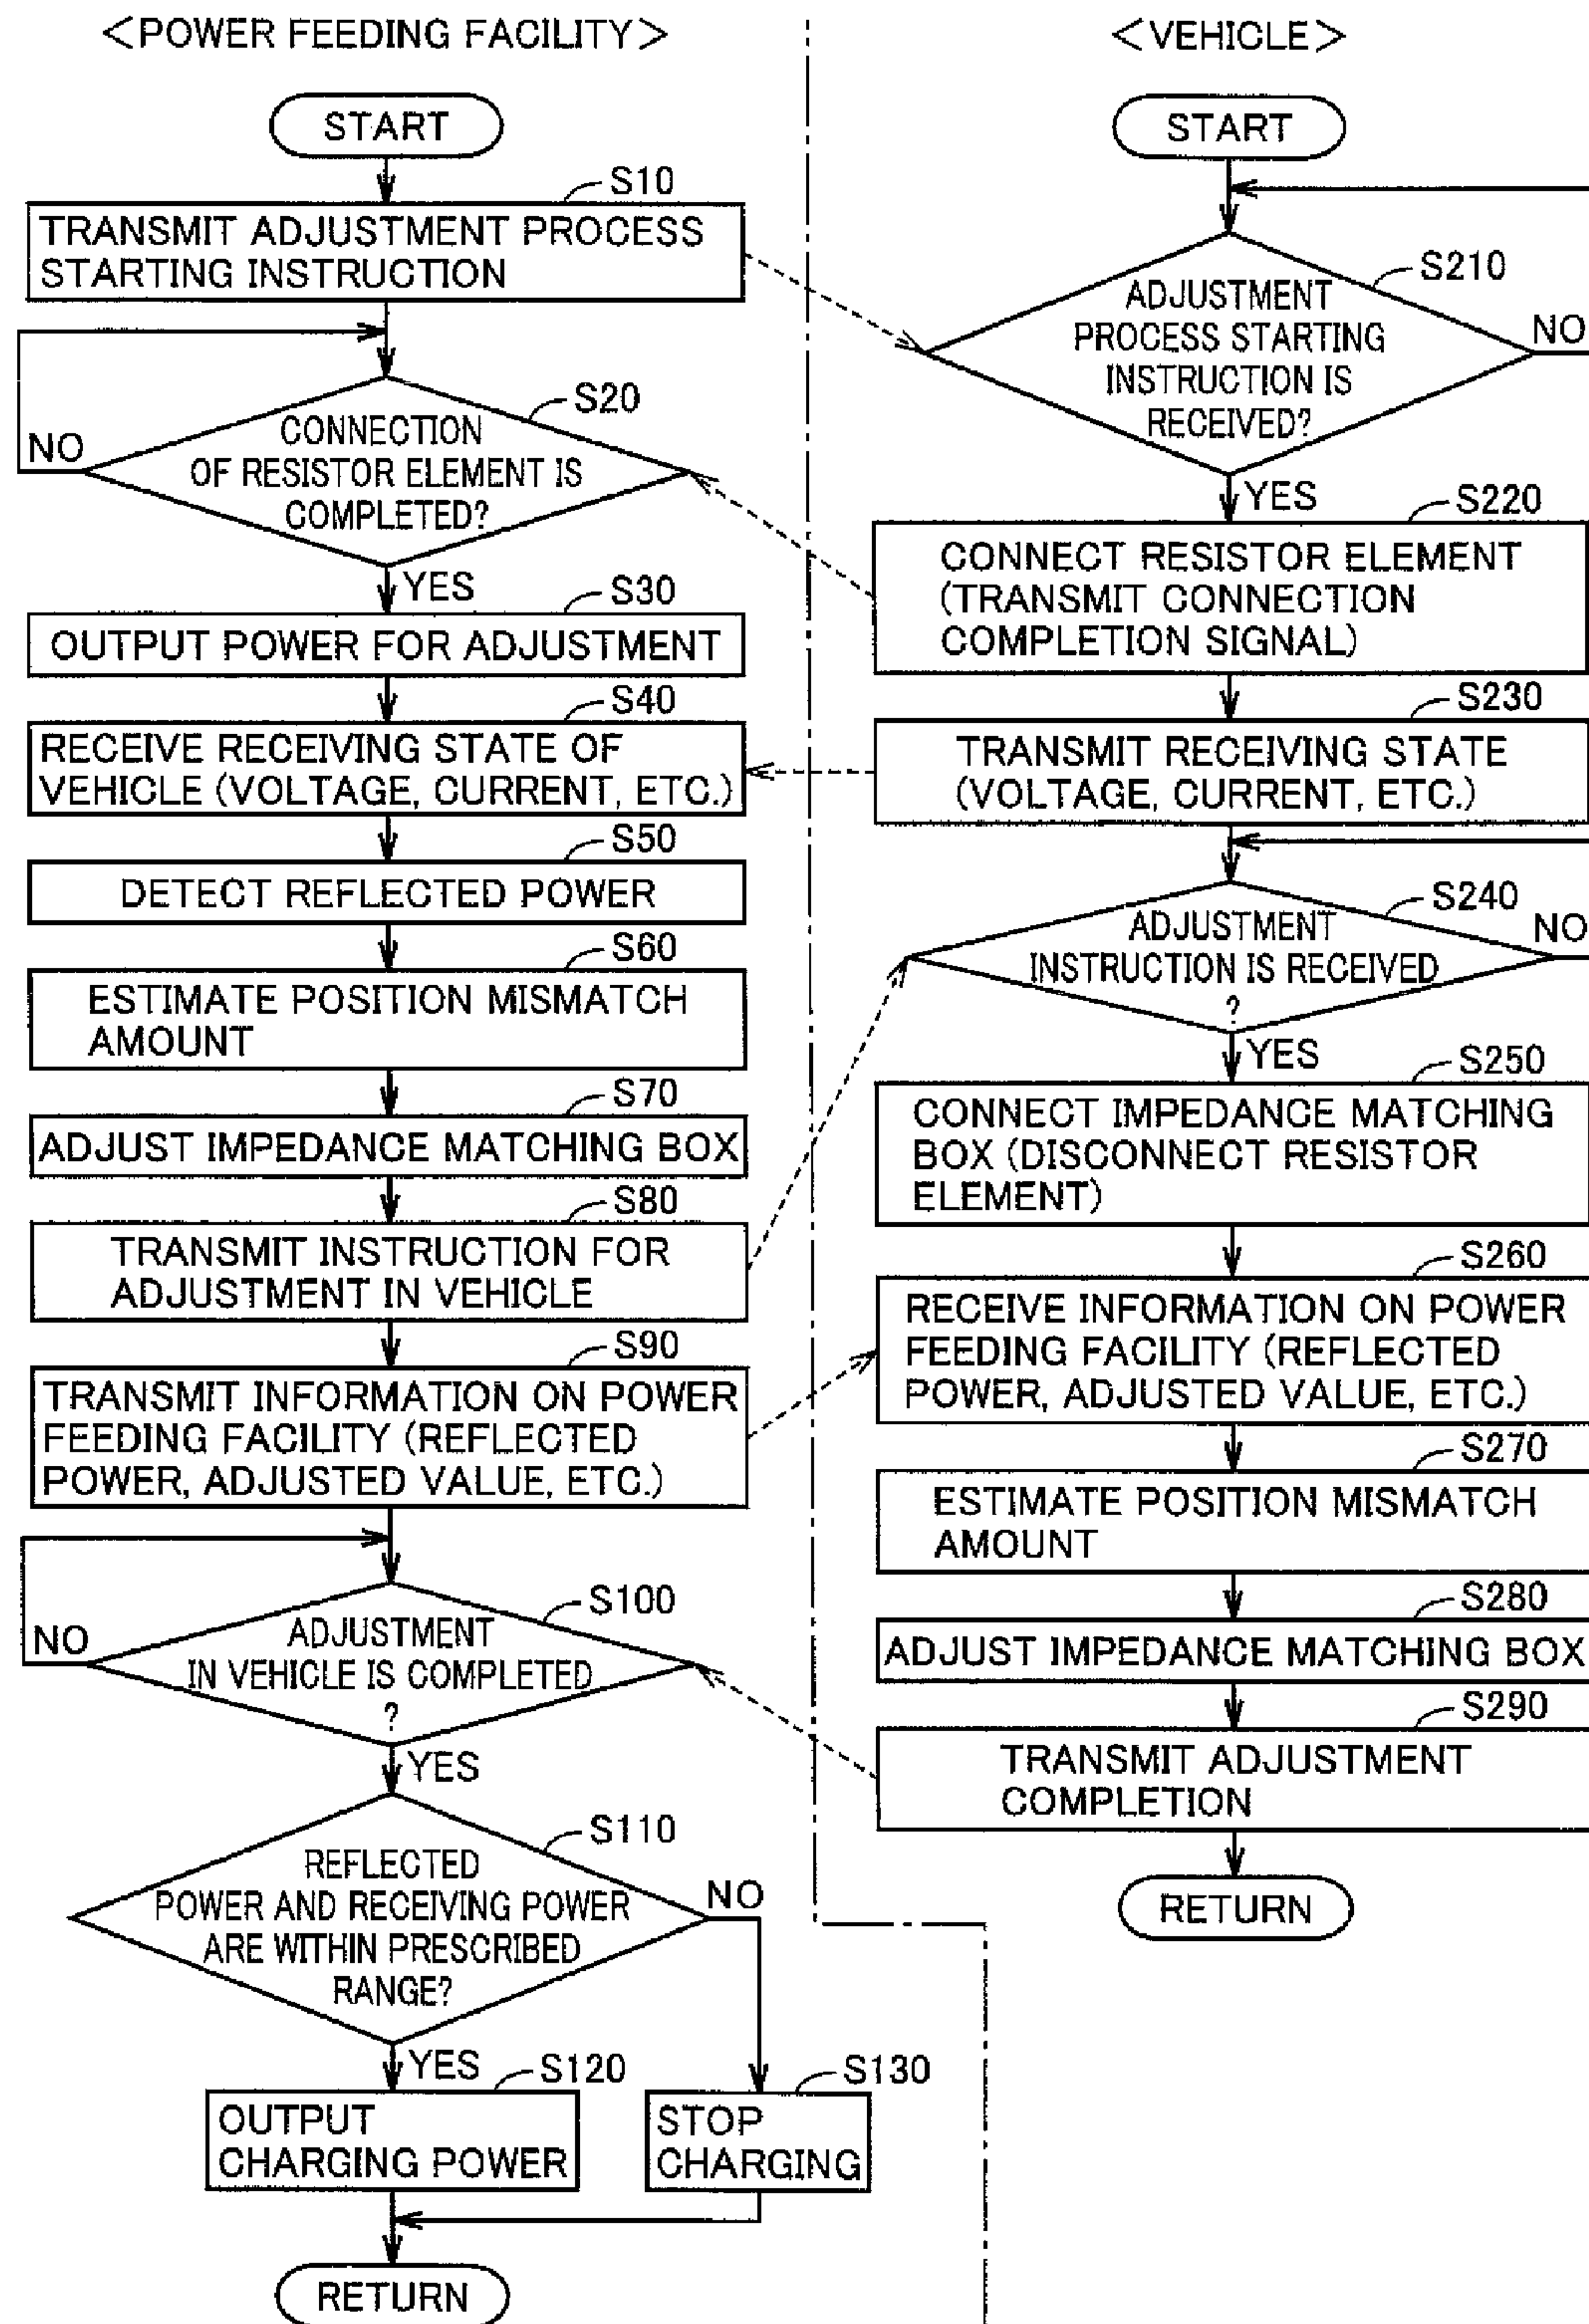 <POWER FEEDING FACILITY>
START
S10
TRANSMIT ADJUSTMENT PROCESS
STARTING INSTRUCTION
S20
CONNECTION
OF RESISTOR ELEMENT IS
COMPLETED?
NO
YES
S30
OUTPUT POWER FOR ADJUSTMENT
S40
RECEIVE RECEIVING STATE OF
VEHICLE (VOLTAGE, CURRENT, ETC.)
S50
DETECT REFLECTED POWER
S60
ESTIMATE POSITION MISMATCH
AMOUNT
S70
ADJUST IMPEDANCE MATCHING BOX
S80
TRANSMIT INSTRUCTION FOR
ADJUSTMENT IN VEHICLE
S90
TRANSMIT INFORMATION ON POWER
FEEDING FACILITY (REFLECTED
POWER, ADJUSTED VALUE, ETC.)
S100
ADJUSTMENT
IN VEHICLE IS COMPLETED
?
NO
YES
S110
REFLECTED
POWER AND RECEIVING POWER
ARE WITHIN PRESCRIBED
RANGE?
NO
YES
S120
OUTPUT
CHARGING POWER
S130
STOP
CHARGING
RETURN
<VEHICLE>
START
S210
ADJUSTMENT
PROCESS STARTING
INSTRUCTION IS
RECEIVED?
NO
YES
S220
CONNECT RESISTOR ELEMENT
(TRANSMIT CONNECTION
COMPLETION SIGNAL)
S230
TRANSMIT RECEIVING STATE
(VOLTAGE, CURRENT, ETC.)
S240
ADJUSTMENT
INSTRUCTION IS RECEIVED
?
NO
YES
S250
CONNECT IMPEDANCE MATCHING
BOX (DISCONNECT RESISTOR
ELEMENT)
S260
RECEIVE INFORMATION ON POWER
FEEDING FACILITY (REFLECTED
POWER, ADJUSTED VALUE, ETC.)
S270
ESTIMATE POSITION MISMATCH
AMOUNT
S280
ADJUST IMPEDANCE MATCHING BOX
S290
TRANSMIT ADJUSTMENT
COMPLETION
RETURN